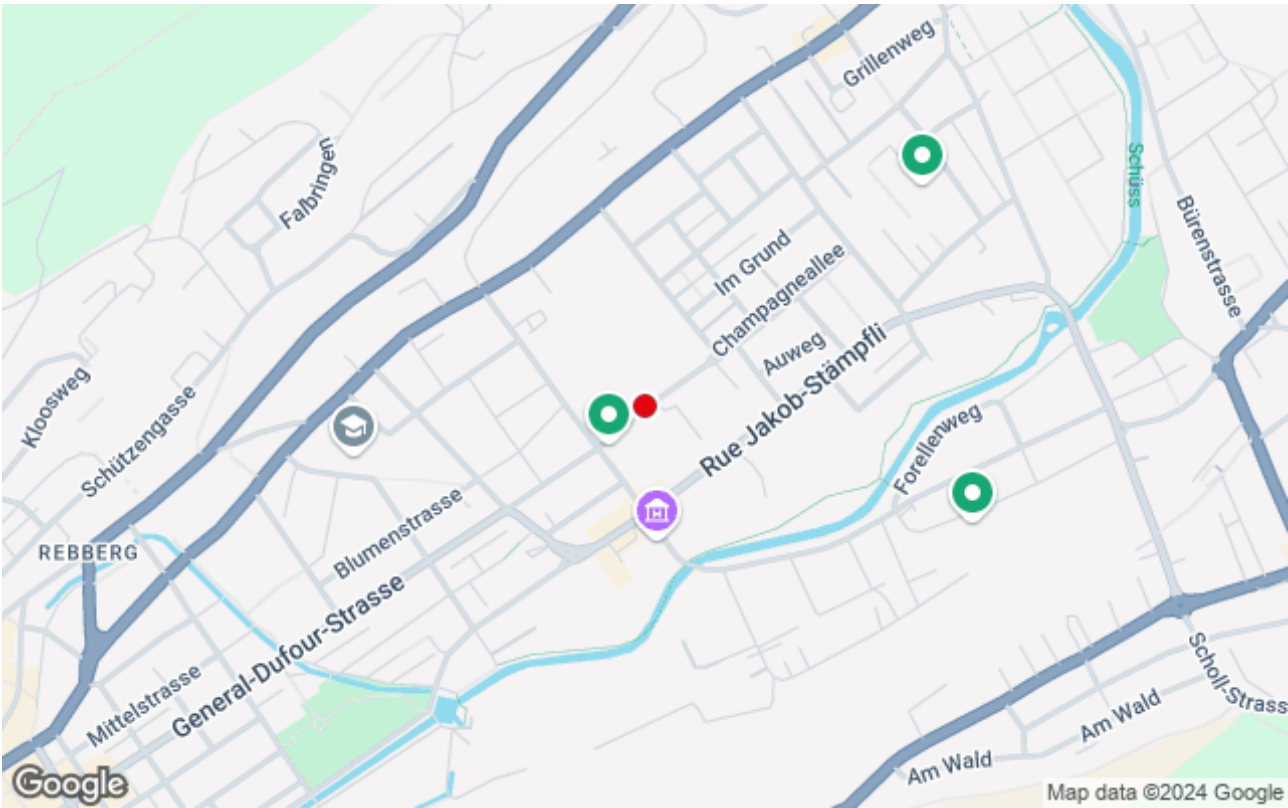 Grillenweg
Falbringen
Schüss
Bürenstrasse
Im Grund
Champagneallee
Auweg
Rue Jakob-Stämpfli
Kloosweg
Schützengasse
Forellenweg
Blumenstrasse
REBBERG
General-Dufour-Strasse
Mittelstrasse
Scholl-Strass
Am Wald
Am Wald
Google
Map data ©2024 Google